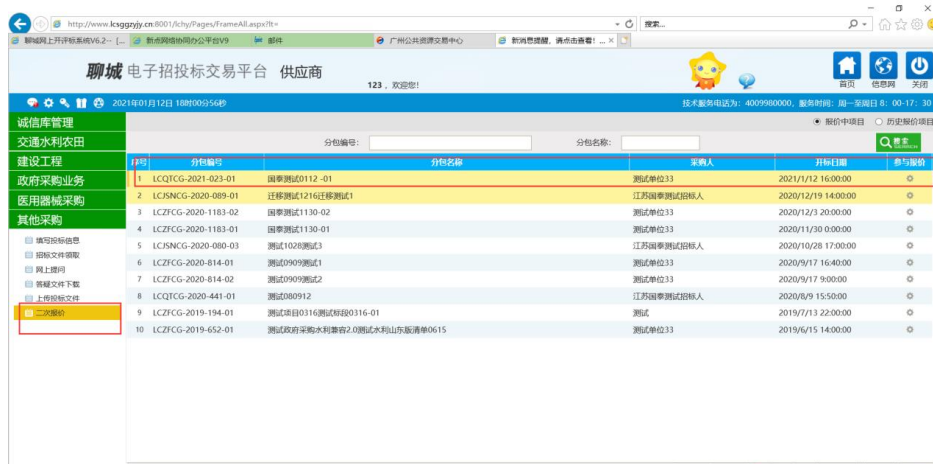 http://www.lcsggzyjy.cn:8001/lchy/Pages/FrameAll.aspx?lt=
搜索...
聊城网上开评标系统V6.2-- [...
新点网络协同办公平台V9
邮件
广州公共资源交易中心
新消息提醒，请点击查看! ...
聊城 电子招投标交易平台 供应商
123，欢迎您!
首页 信息网 关闭
2021年01月12日 18时00分56秒
技术服务电话为：4009980000，服务时间：周一至周日 8：00-17：30
诚信库管理
报价中项目 历史报价项目
交通水利农田
分包编号：
分包名称：
搜索
建设工程
序号 分包编号 分包名称 采购人 开标日期 参与报价
政府采购业务
1 LCQTCG-2021-023-01 国泰测试0112 -01 测试单位33 2021/1/12 16:00:00
医用器械采购
2 LCJSNCG-2020-089-01 迁移测试1216迁移测试1 江苏国泰测试招标人 2020/12/19 14:00:00
其他采购
3 LCZFCG-2020-1183-02 国泰测试1130-02 测试单位33 2020/12/3 20:00:00
4 LCZFCG-2020-1183-01 国泰测试1130-01 测试单位33 2020/11/30 0:00:00
填写投标信息
5 LCJSNCG-2020-080-03 测试1028测试3 江苏国泰测试招标人 2020/10/28 17:00:00
招标文件领取
6 LCZFCG-2020-814-01 测试0909测试1 测试单位33 2020/9/17 16:40:00
网上提问
7 LCZFCG-2020-814-02 测试0909测试2 测试单位33 2020/9/17 9:00:00
答疑文件下载
8 LCQTCG-2020-441-01 测试080912 江苏国泰测试招标人 2020/8/9 15:50:00
上传投标文件
9 LCZFCG-2019-194-01 测试项目0316测试标段0316-01 测试 2019/7/13 22:00:00
二次报价
10 LCZFCG-2019-652-01 测试政府采购水利兼容2.0测试水利山东版清单0615 测试单位33 2019/6/15 14:00:00